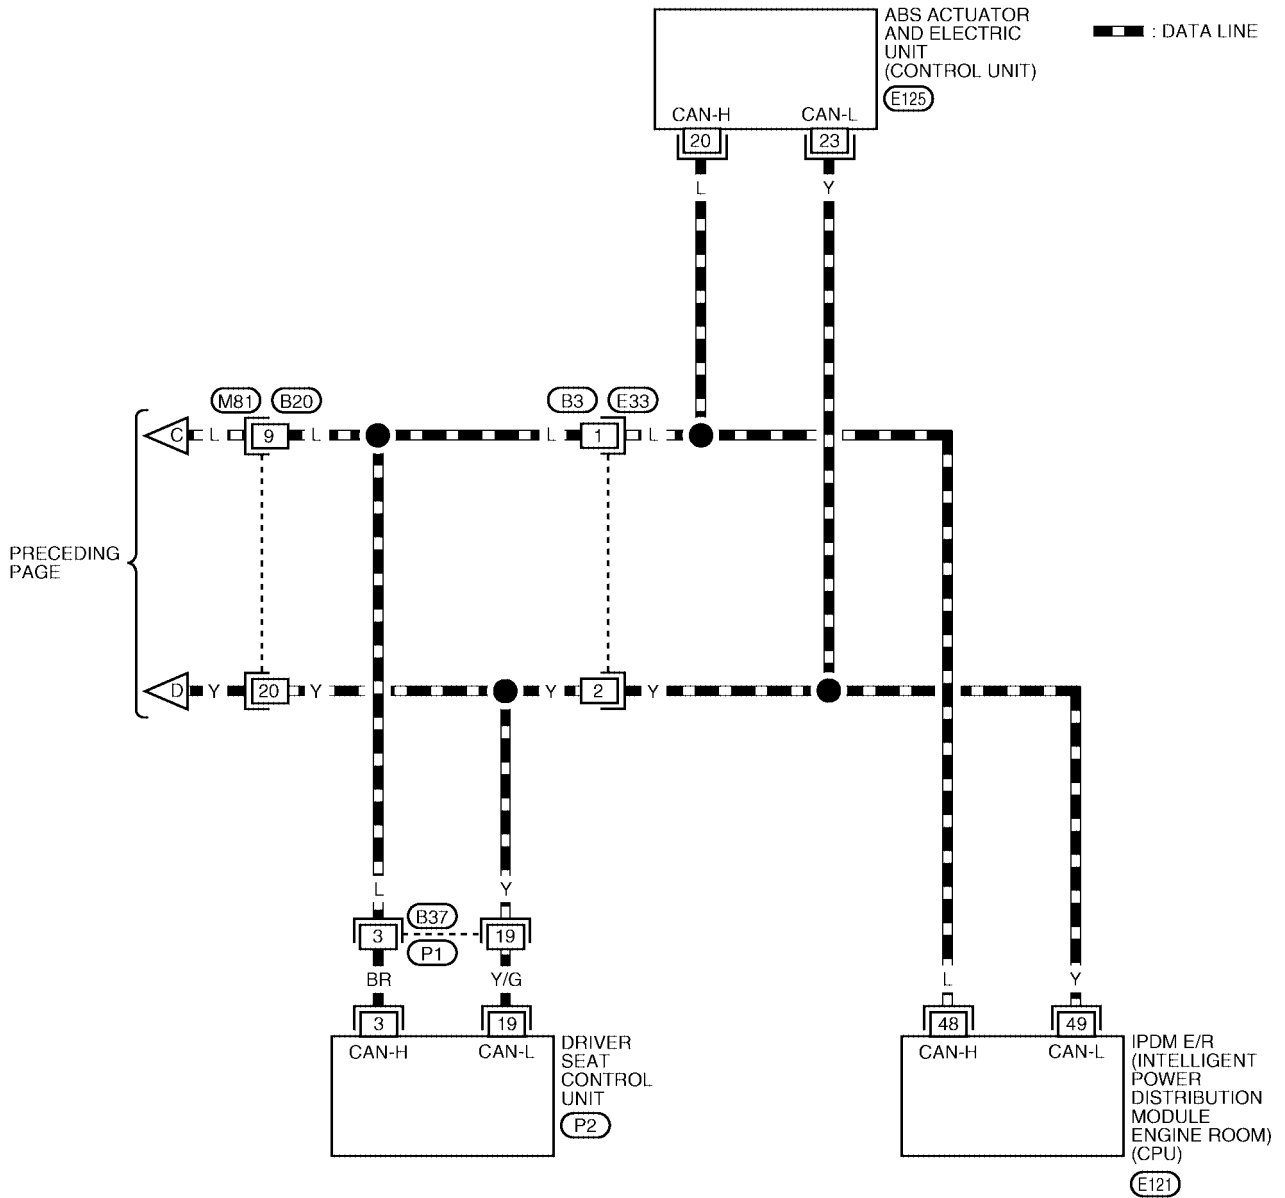 ABS ACTUATOR
AND ELECTRIC
UNIT
(CONTROL UNIT)
E125
: DATA LINE
CAN-H
CAN-L
20
23
L
Y
M81
B20
B3
E33
C
L
9
L
L
1
L
PRECEDING
PAGE
D
Y
20
Y
Y
2
Y
L
Y
B37
3
19
P1
BR
Y/G
L
Y
3
19
48
49
CAN-H
CAN-L
DRIVER
SEAT
CONTROL
UNIT
P2
CAN-H
CAN-L
IPDM E/R
(INTELLIGENT
POWER
DISTRIBUTION
MODULE
ENGINE ROOM)
(CPU)
E121